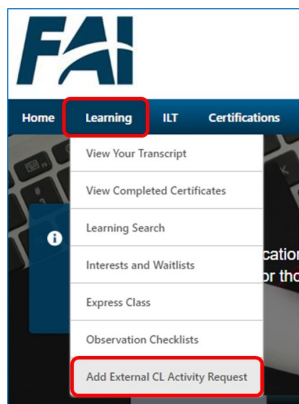 FAI
Home Learning ILT Certifications
View Your Transcript
View Completed Certificates
Learning Search
Interests and Waitlists
Express Class
Observation Checklists
Add External CL Activity Request